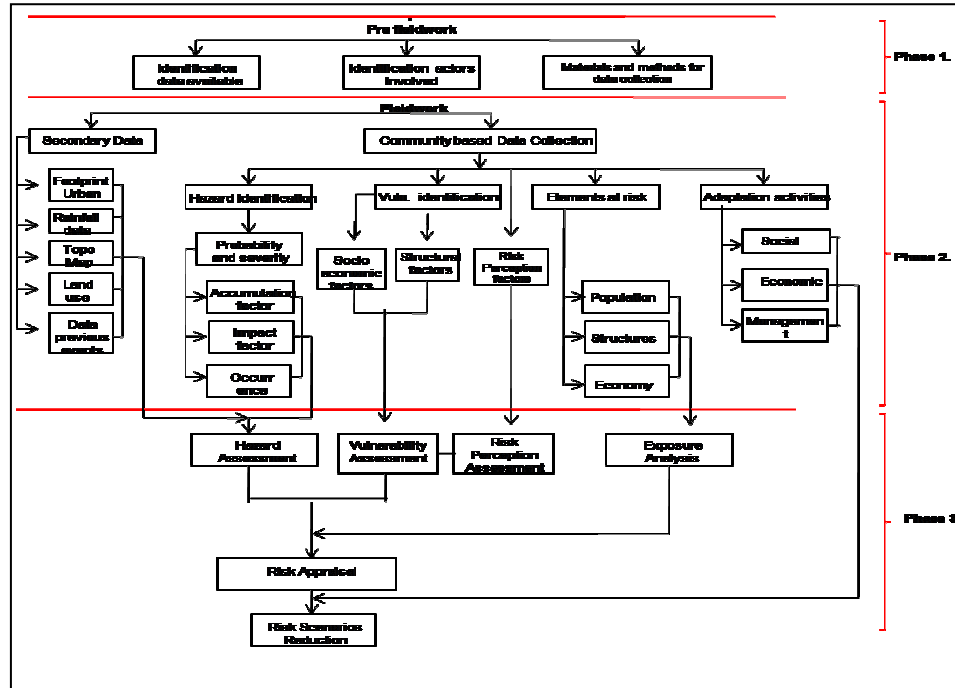 Pre fieldwork
Identification
data available
Identification actors
Involved
Materials and methods for
data collection
Phase 1.
Fieldwork
Secondary Data
Community based Data Collection
Footprint
Urban
Rainfall
data
Topo
Map
Land
use
Data
previous
events
Hazard Identification
Vuln. identification
Elements at risk
Adaptation activities
Probability
and severity
Accumulation
factor
Impact
factor
Occurr
ence
Socio
economic
factors
Structural
factors
Risk
Perception
factors
Population
Structures
Economy
Social
Economic
Managemen
t
Phase 2.
Hazard
Assessment
Vulnerability
Assessment
Risk
Perception
Assessment
Exposure
Analysis
Risk Appraisal
Risk Scenarios
Reduction
Phase 3